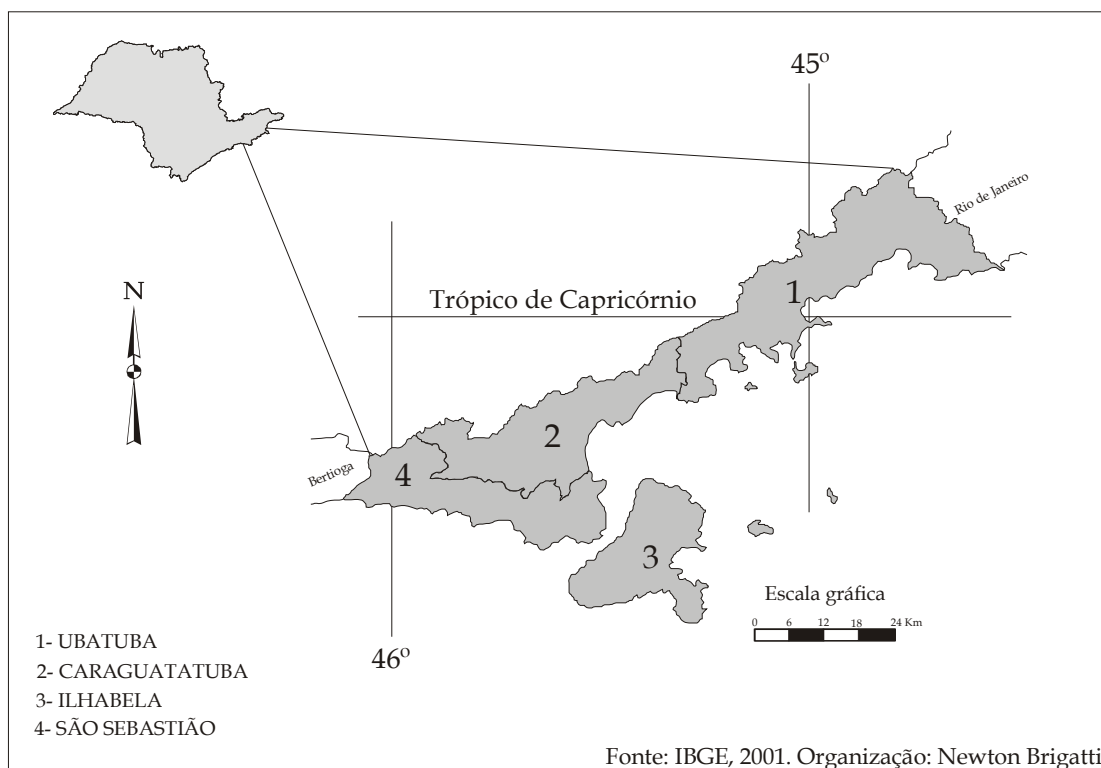 45º
Rio de Janeiro
N
Trópico de Capricórnio
1
2
Bertioga
4
3
Escala gráfica
0 6 12 18 24 Km
46º
1- UBATUBA
2- CARAGUATATUBA
3- ILHABELA
4- SÃO SEBASTIÃO
Fonte: IBGE, 2001. Organização: Newton Brigatti